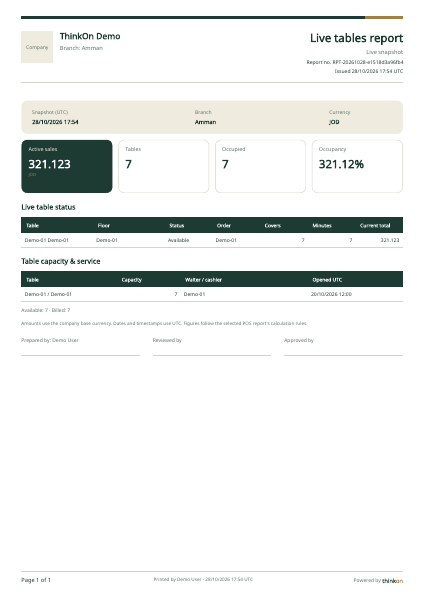 Company
ThinkOn Demo
Branch: Amman
Live tables report
Live snapshot
Report no. RPT-20261028-e1518d3a96fb4
Issued 28/10/2026 17:54 UTC
Snapshot (UTC) Branch Currency
28/10/2026 17:54 Amman JOD
Active sales Tables Occupied Occupancy
321.123 7 7 321.12%
JOD
Live table status
Table Floor Status Order Covers Minutes Current total
Demo-01 Demo-01 Demo-01 Available Demo-01 7 7 321.123
Table capacity & service
Table Capacity Waiter / cashier Opened UTC
Demo-01 / Demo-01 7 Demo-01 20/10/2026 12:00
Available: 7 · Billed: 7
Amounts use the company base currency. Dates and timestamps use UTC. Figures follow the selected POS report's calculation rules.
Prepared by: Demo User Reviewed by Approved by
Page 1 of 1 Printed by Demo User · 28/10/2026 17:54 UTC Powered by thinkon